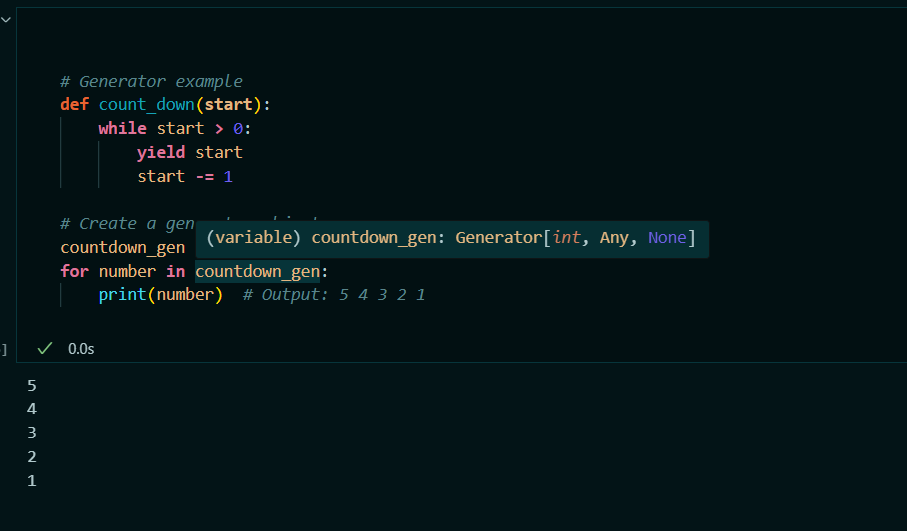 # Generator example
def count_down(start):
    while start > 0:
        yield start
        start -= 1
# Create a gen
(variable) countdown_gen: Generator[int, Any, None]
countdown_gen
for number in countdown_gen:
    print(number)  # Output: 5 4 3 2 1
]
0.0s
5
4
3
2
1